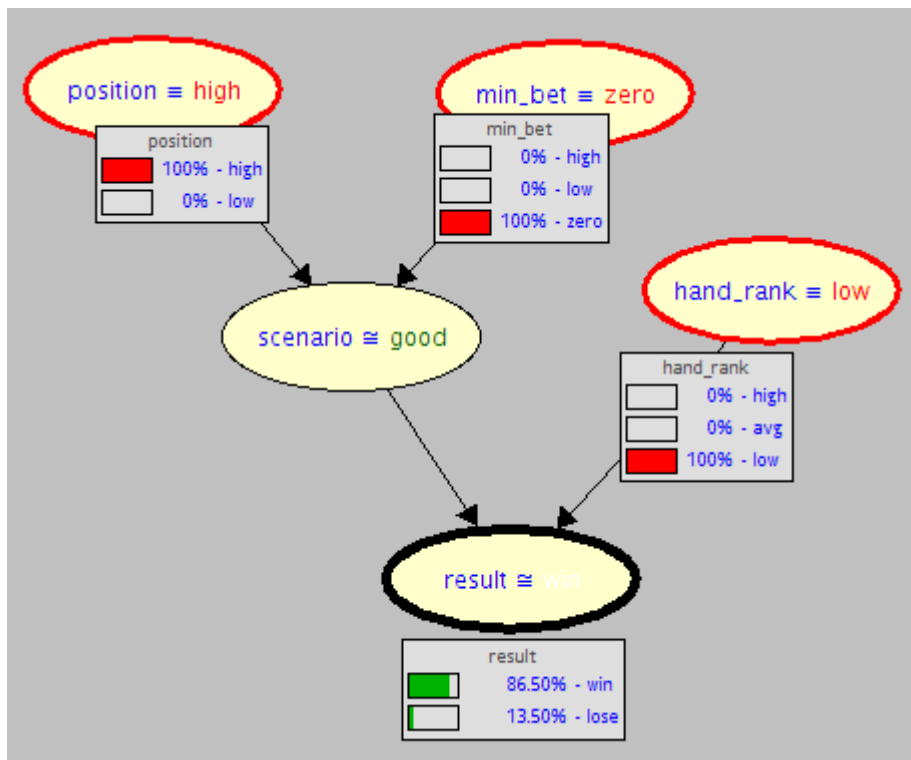 position ≡ high
min_bet ≡ zero
position
100% - high
0% - low
min_bet
0% - high
0% - low
100% - zero
hand_rank ≡ low
scenario ≅ good
hand_rank
0% - high
0% - avg
100% - low
result ≅ win
result
86.50% - win
13.50% - lose